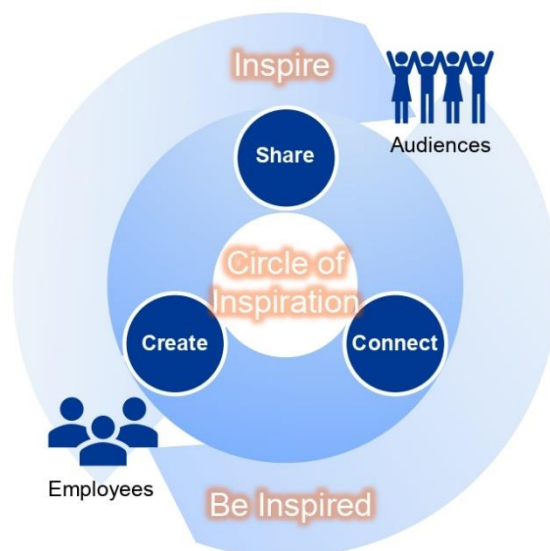 Inspire
Audiences
Share
Circle of
Inspiration
Create
Connect
Employees
Be Inspired